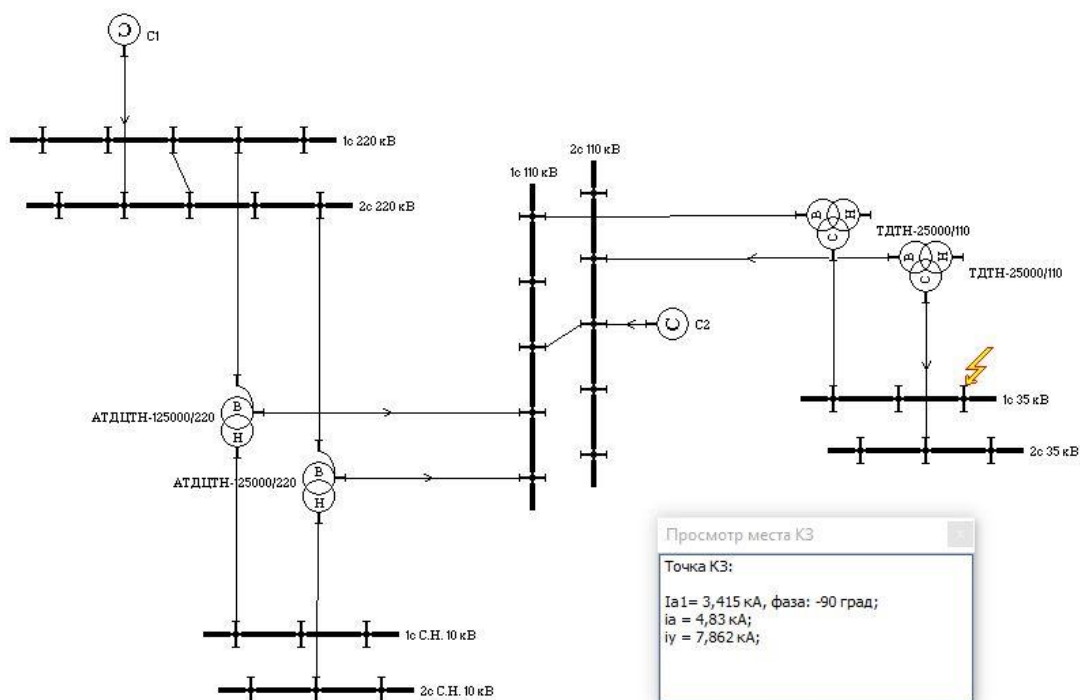 С
С1
1с 220 кВ
2с 220 кВ
2с 110 кВ
1с 110 кВ
В Н
С
ТДТН-25000/110
В Н
С
ТДТН-25000/110
С
С2
1с 35 кВ
2с 35 кВ
АТДЦТН-125000/220
В
Н
АТДЦТН-125000/220
В
Н
1с С.Н. 10 кВ
2с С.Н. 10 кВ
Просмотр места КЗ
x
Точка КЗ:
Ia1= 3,415 кА, фаза: -90 град;
ia = 4,83 кА;
iу = 7,862 кА;